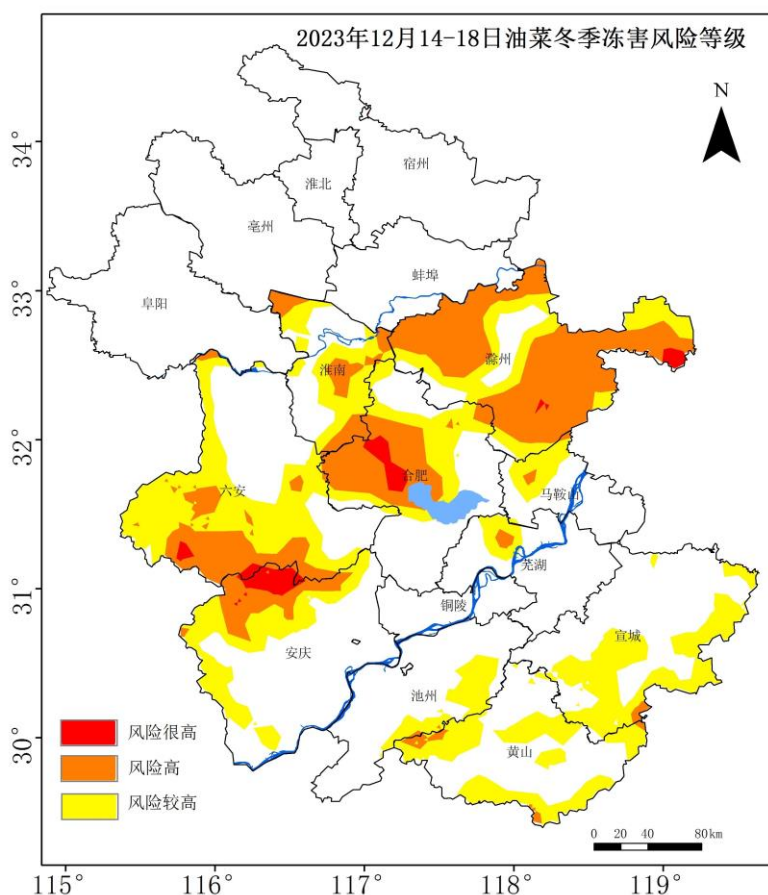 2023年12月14-18日油菜冬季冻害风险等级
N
34°
宿州
淮北
亳州
蚌埠
33°
阜阳
滁州
淮南
32°
合肥
六安
马鞍山
芜湖
31°
铜陵
宣城
安庆
池州
风险很高
30°
黄山
风险高
风险较高
0 20 40 80km
115° 116° 117° 118° 119°